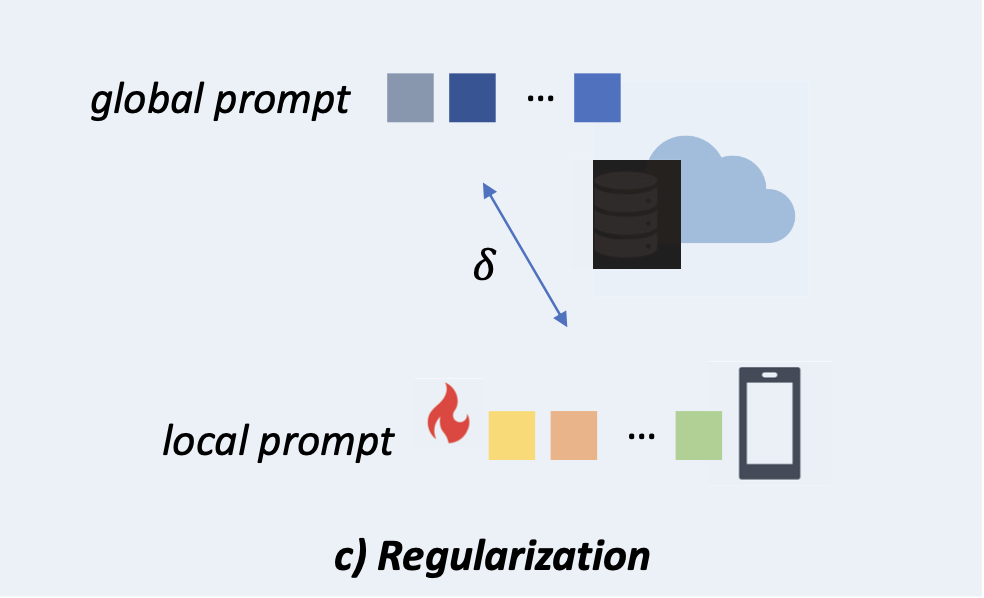 global prompt ...
δ
local prompt ...
c) Regularization